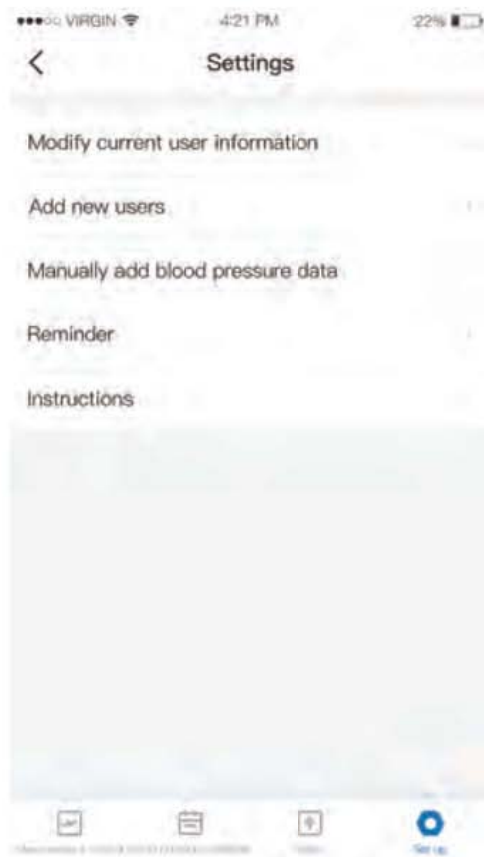 VIRGIN 4:21 PM 22%
Settings
Modify current user information
Add new users
Manually add blood pressure data
Reminder
Instructions
Set up